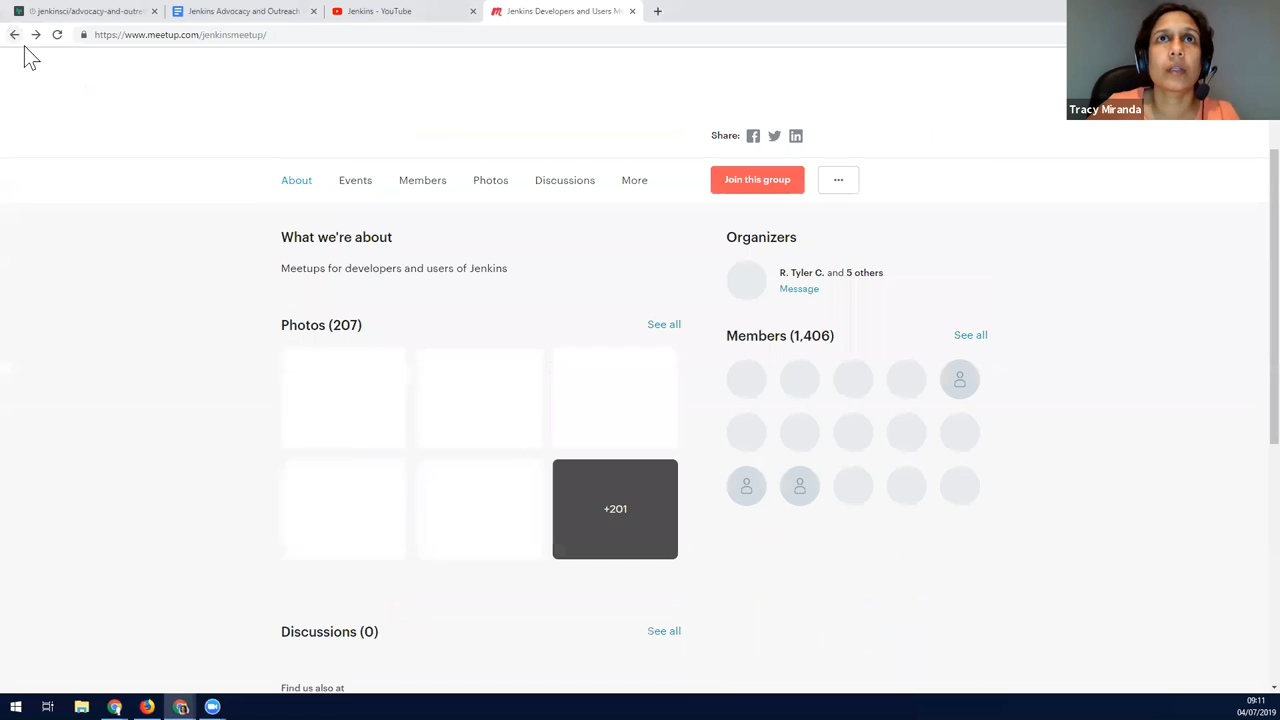 jenkinsci/advocacy-and-outre
Jenkins Advocacy and Outreach
Jenkins - YouTube
Jenkins Developers and Users M
https://www.meetup.com/jenkinsmeetup/
Tracy Miranda
Share:
About
Events
Members
Photos
Discussions
More
Join this group
What we're about
Meetups for developers and users of Jenkins
Organizers
R. Tyler C. and 5 others
Message
Photos (207)
See all
+201
Members (1,406)
See all
Discussions (0)
See all
Find us also at
09:11
04/07/2019